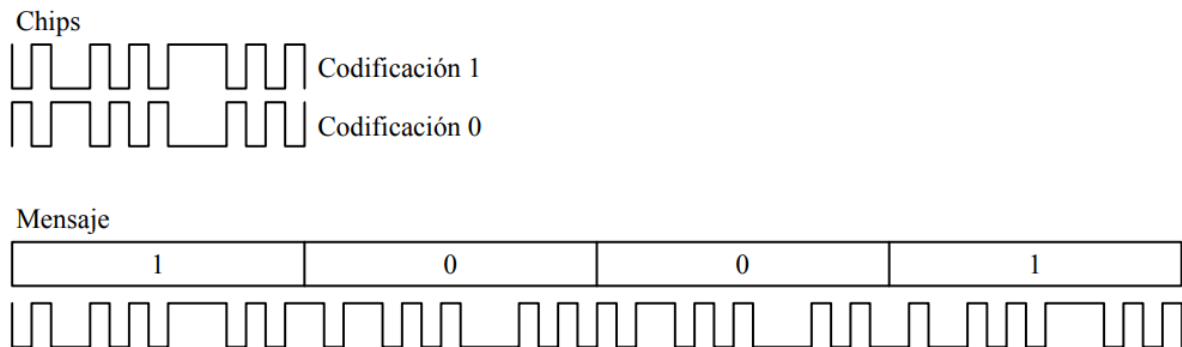 Chips
Codificación 1
Codificación 0
Mensaje
1 0 0 1